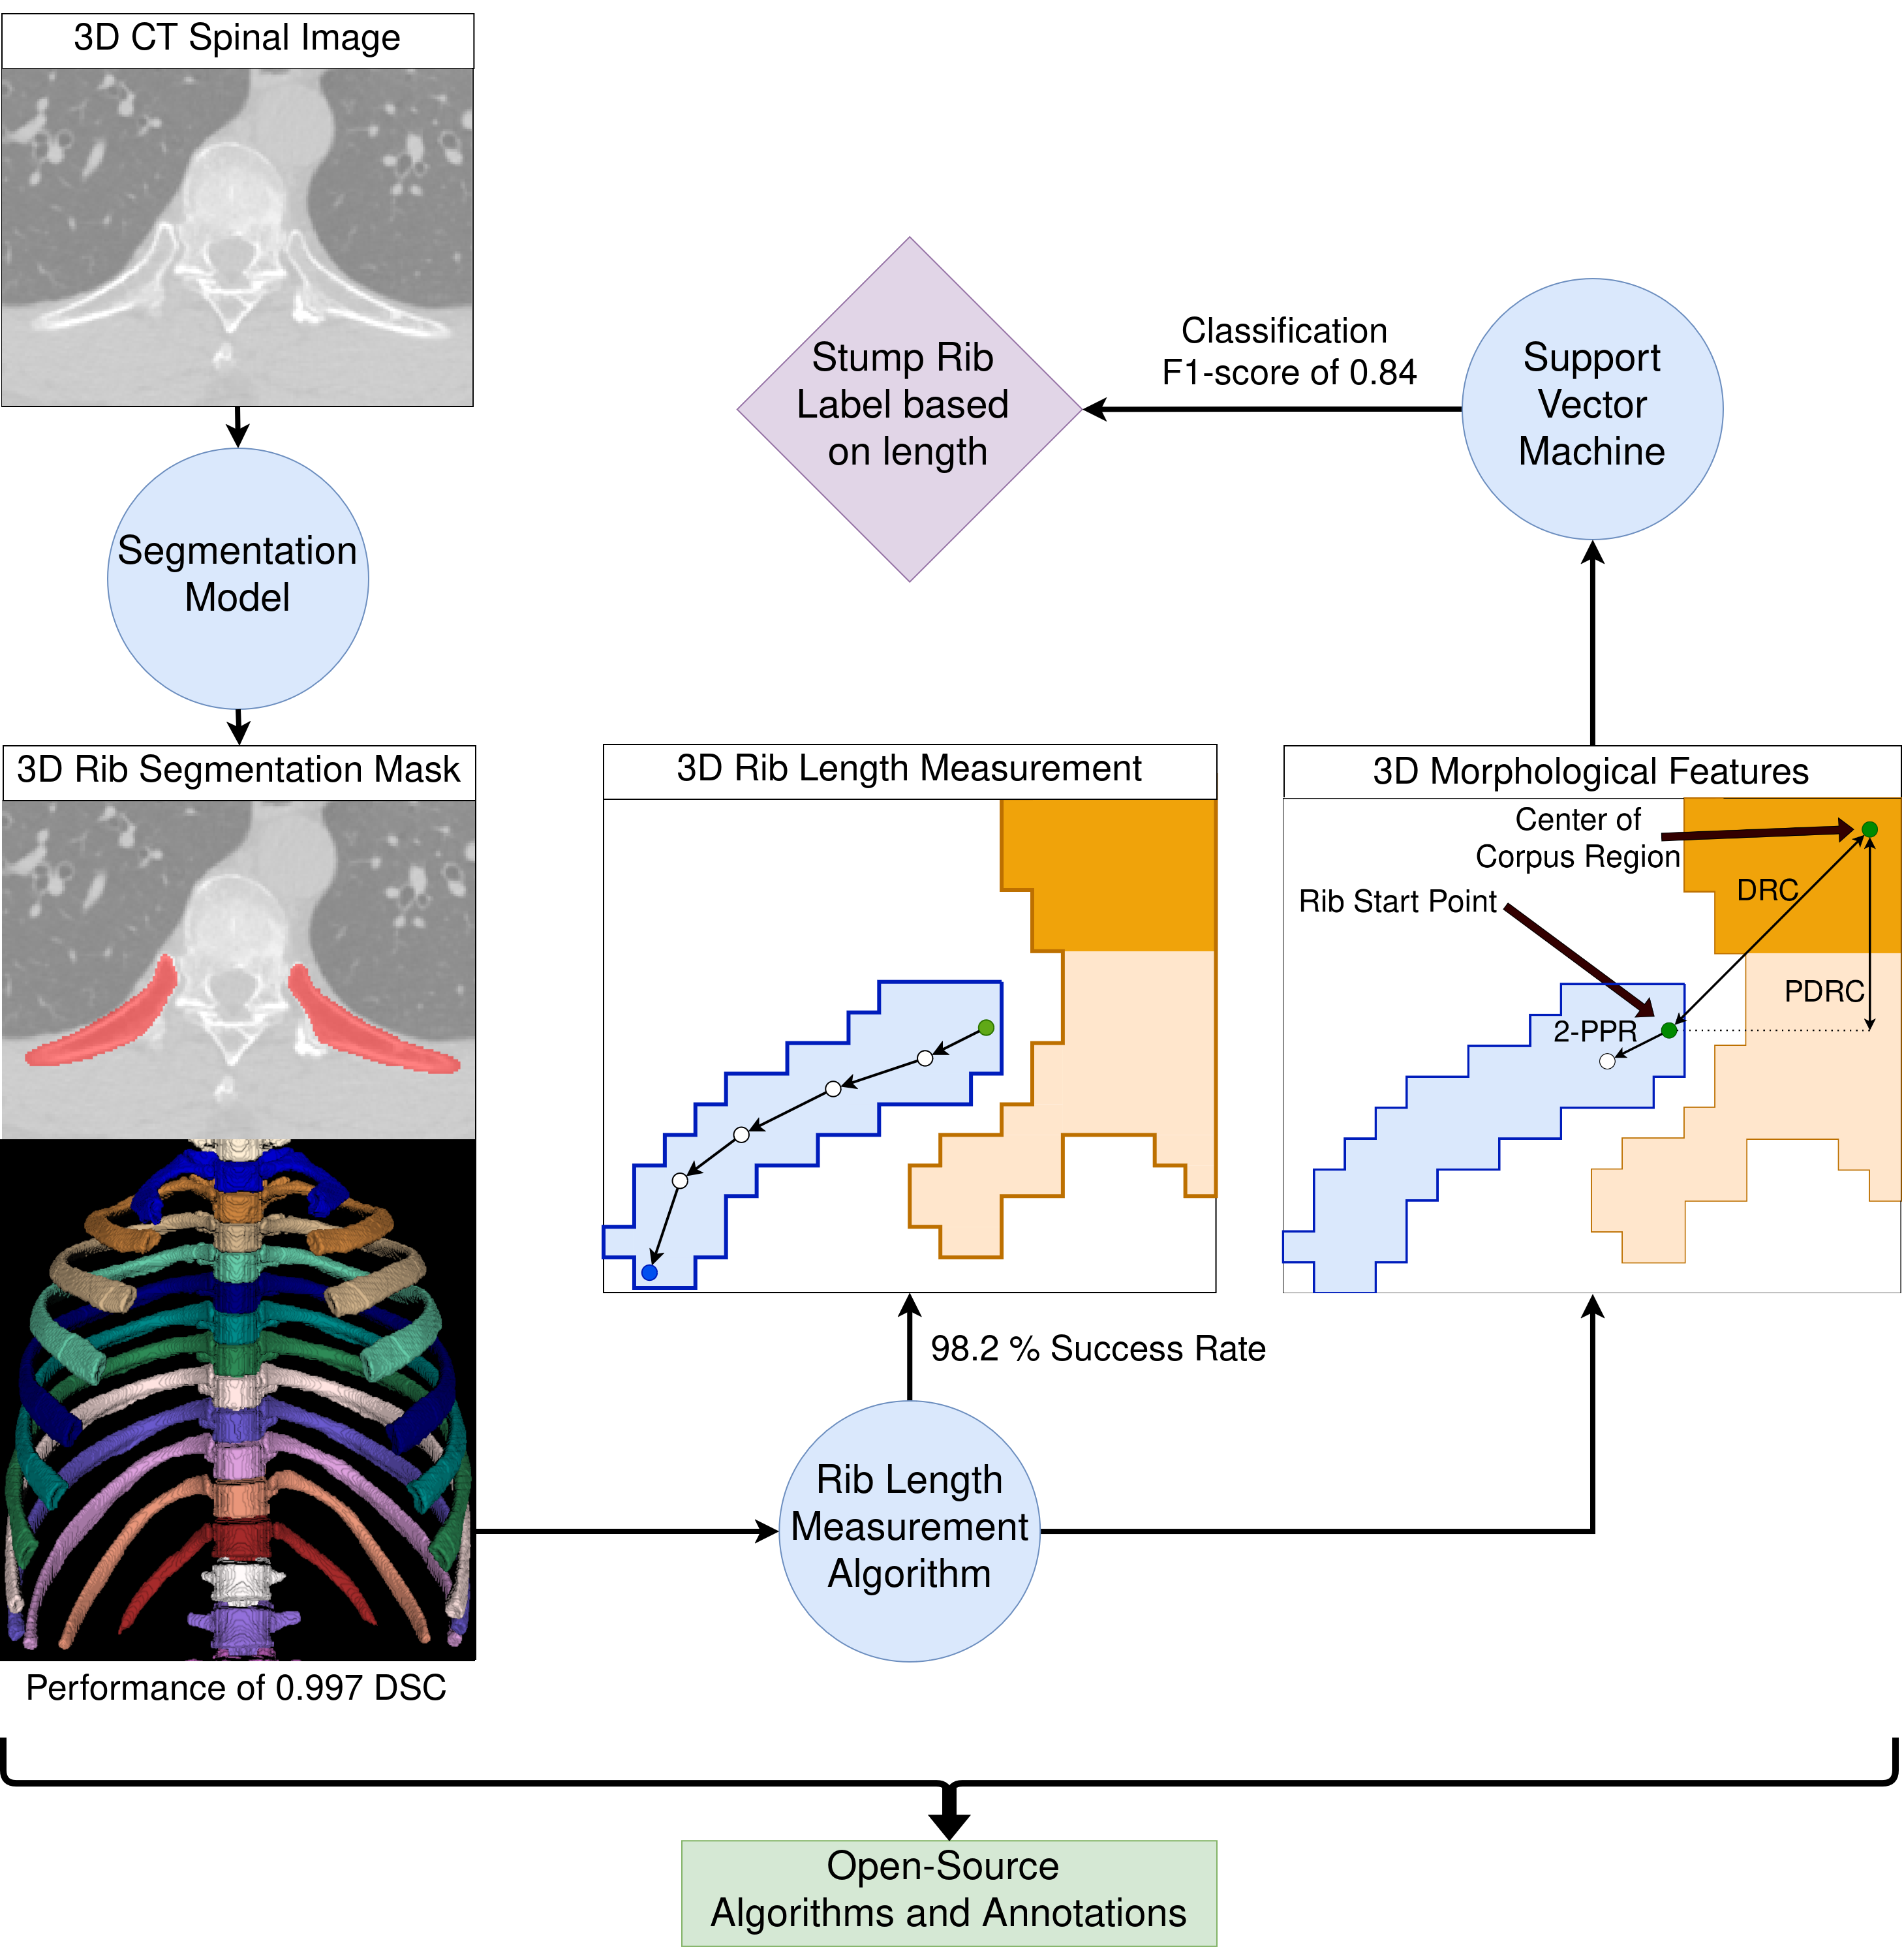 3D CT Spinal Image
Segmentation
Model
3D Rib Segmentation Mask
Performance of 0.997 DSC
Stump Rib
Label based
on length
Classification
F1-score of 0.84
Support
Vector
Machine
3D Rib Length Measurement
98.2 % Success Rate
Rib Length
Measurement
Algorithm
3D Morphological Features
Center of
Corpus Region
DRC
Rib Start Point
PDRC
2-PPR
Open-Source
Algorithms and Annotations